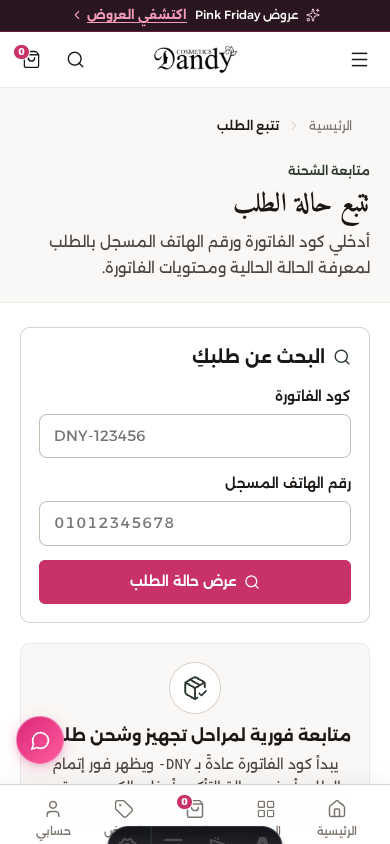 عروض Pink Friday اكتشفي العروض
0
COSMETICS
Dandy
الرئيسية
تتبع الطلب
متابعة الشحنة
تتبع حالة الطلب
أدخلي كود الفاتورة ورقم الهاتف المسجل بالطلب
لمعرفة الحالة الحالية ومحتويات الفاتورة.
البحث عن طلبكِ
كود الفاتورة
DNY-123456
رقم الهاتف المسجل
01012345678
عرض حالة الطلب
متابعة فورية لمراحل تجهيز وشحن
يبدأ كود الفاتورة عادةً بـ DNY- ويظهر فور إتمام
الرئيسية
0
حسابي